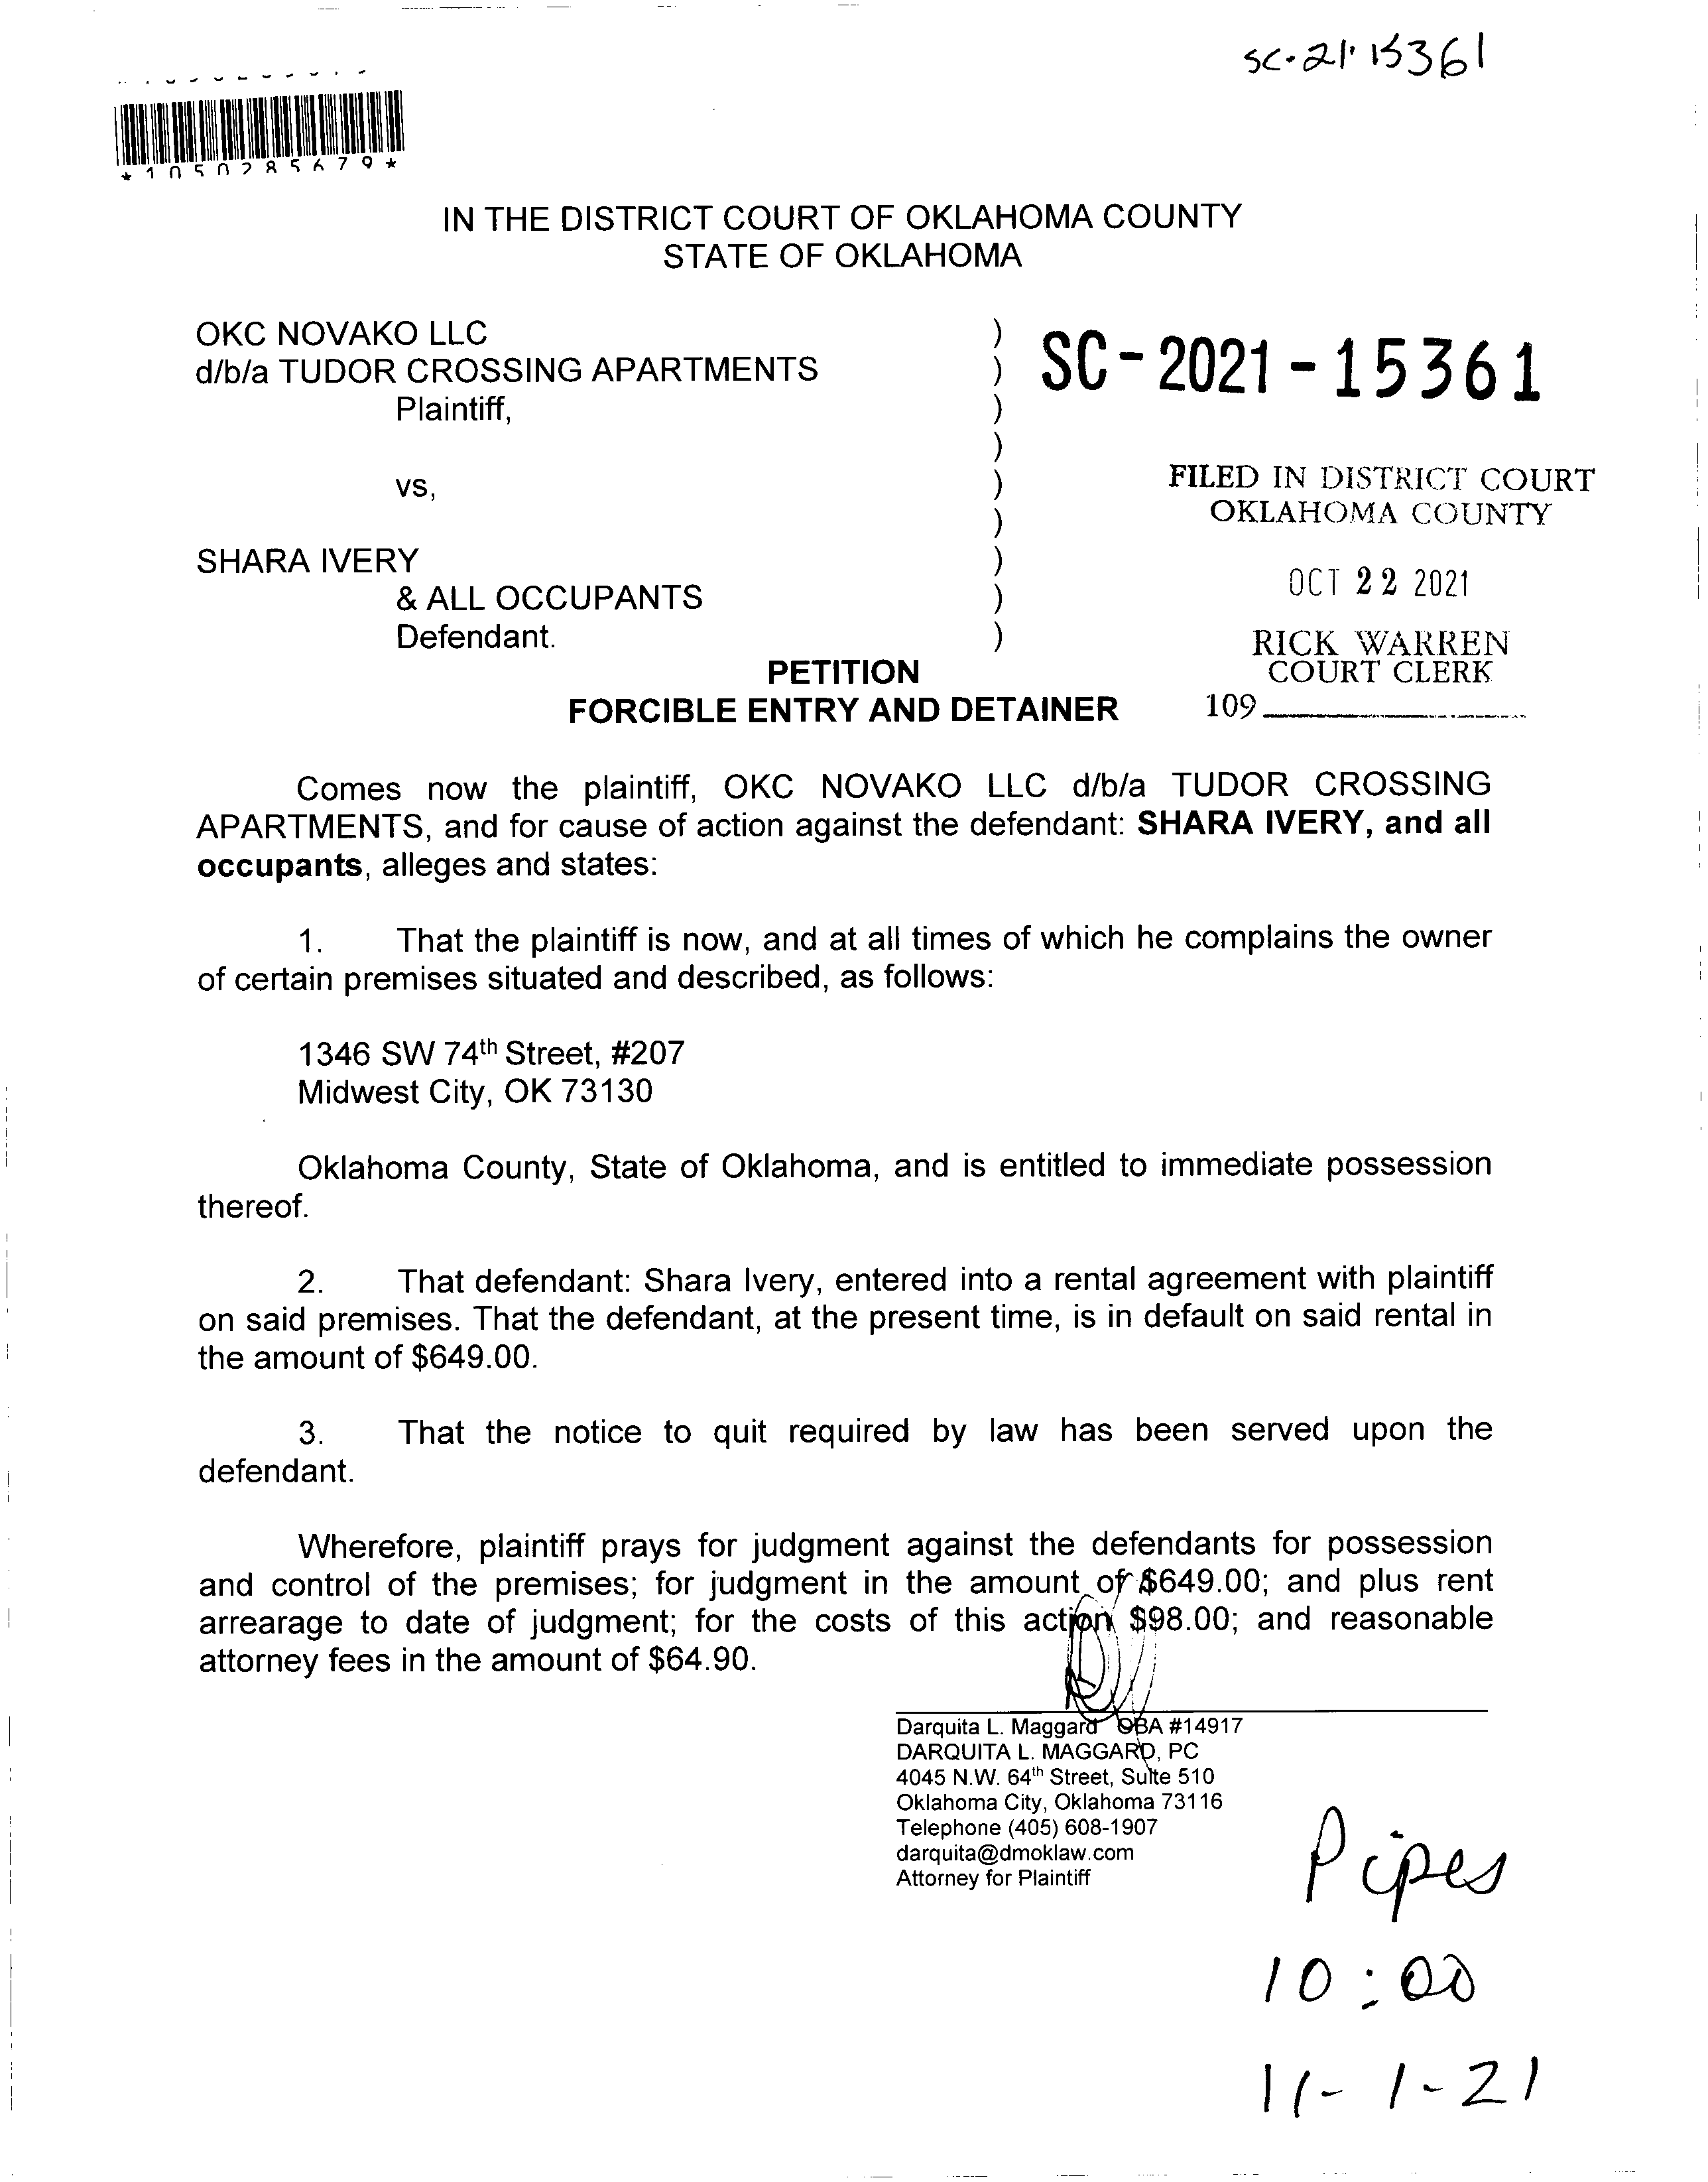 SC-21-15361
*1050285679*
IN THE DISTRICT COURT OF OKLAHOMA COUNTY
STATE OF OKLAHOMA
OKC NOVAKO LLC )
d/b/a TUDOR CROSSING APARTMENTS ) SC-2021-15361
Plaintiff, )
)
vs, ) FILED IN DISTRICT COURT
) OKLAHOMA COUNTY
SHARA IVERY )
& ALL OCCUPANTS ) OCT 22 2021
Defendant. ) RICK WARREN
PETITION COURT CLERK
FORCIBLE ENTRY AND DETAINER 109
Comes now the plaintiff, OKC NOVAKO LLC d/b/a TUDOR CROSSING
APARTMENTS, and for cause of action against the defendant: SHARA IVERY, and all
occupants, alleges and states:
1. That the plaintiff is now, and at all times of which he complains the owner
of certain premises situated and described, as follows:
1346 SW 74th Street, #207
Midwest City, OK 73130
Oklahoma County, State of Oklahoma, and is entitled to immediate possession
thereof.
2. That defendant: Shara Ivery, entered into a rental agreement with plaintiff
on said premises. That the defendant, at the present time, is in default on said rental in
the amount of $649.00.
3. That the notice to quit required by law has been served upon the
defendant.
Wherefore, plaintiff prays for judgment against the defendants for possession
and control of the premises; for judgment in the amount of $649.00; and plus rent
arrearage to date of judgment; for the costs of this action $98.00; and reasonable
attorney fees in the amount of $64.90.
Darquita L. Maggard OBA #14917
DARQUITA L. MAGGARD, PC
4045 N.W. 64th Street, Suite 510
Oklahoma City, Oklahoma 73116
Telephone (405) 608-1907
darquita@dmoklaw.com
Attorney for Plaintiff
Pipes
10:00
11-1-21